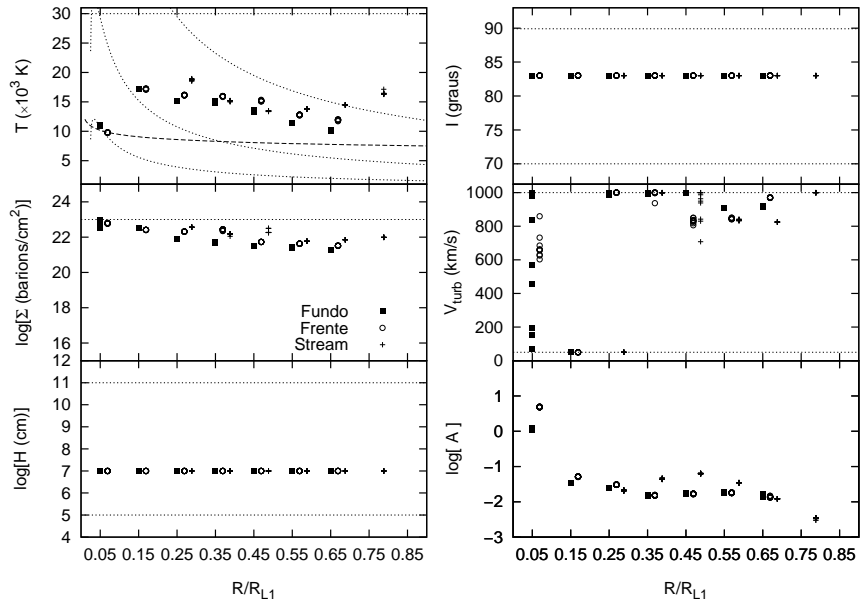 T (×10³ K)
30
25
20
15
10
5
log[Σ (barions/cm²)]
24
22
20
18
16
14
12
Fundo
Frente
Stream
log[H (cm)]
11
10
9
8
7
6
5
4
0.05 0.15 0.25 0.35 0.45 0.55 0.65 0.75 0.85
R/R_L1
I (graus)
90
85
80
75
70
V_turb (km/s)
1000
800
600
400
200
0
log[ A ]
1
0
−1
−2
−3
0.05 0.15 0.25 0.35 0.45 0.55 0.65 0.75 0.85
R/R_L1